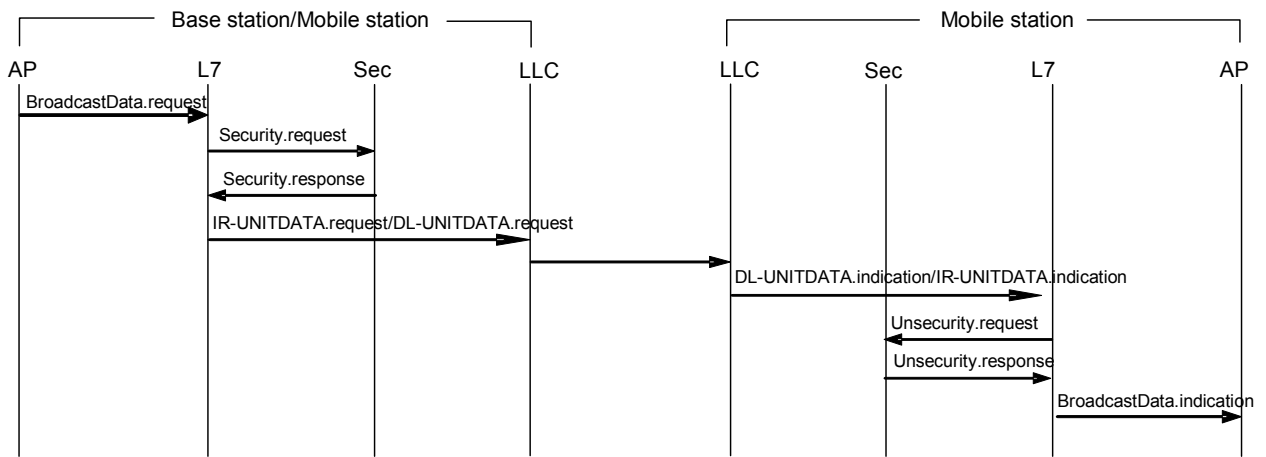 Base station/Mobile station
Mobile station
AP
L7
Sec
LLC
LLC
Sec
L7
AP
BroadcastData.request
Security.request
Security.response
IR-UNITDATA.request/DL-UNITDATA.request
DL-UNITDATA.indication/IR-UNITDATA.indication
Unsecurity.request
Unsecurity.response
BroadcastData.indication